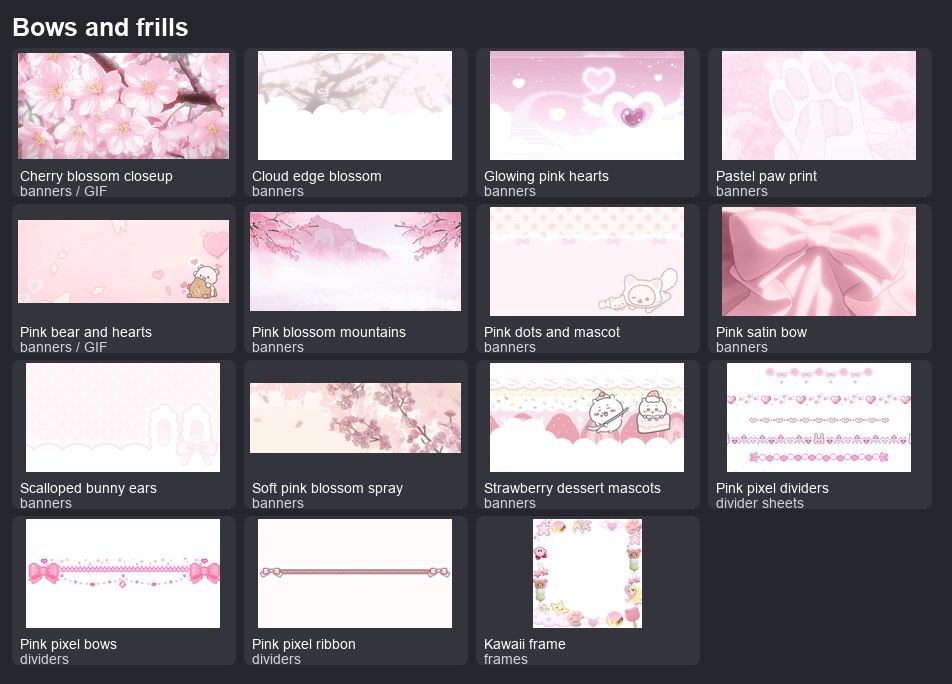 Bows and frills
Cherry blossom closeup
banners / GIF
Cloud edge blossom
banners
Glowing pink hearts
banners
Pastel paw print
banners
Pink bear and hearts
banners / GIF
Pink blossom mountains
banners
Pink dots and mascot
banners
Pink satin bow
banners
Scalloped bunny ears
banners
Soft pink blossom spray
banners
Strawberry dessert mascots
banners
Pink pixel dividers
divider sheets
Pink pixel bows
dividers
Pink pixel ribbon
dividers
Kawaii frame
frames